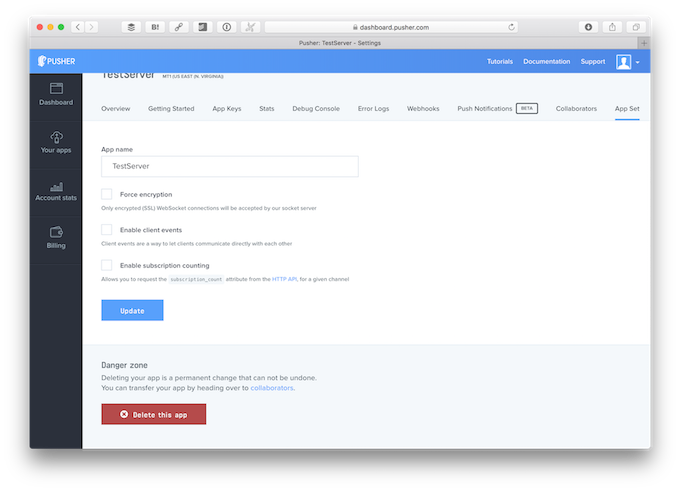 B!
dashboard.pusher.com
Pusher: TestServer - Settings
PUSHER
Tutorials
Documentation
Support
TestServer MT1 (US EAST (N. VIRGINIA))
Dashboard
Your apps
Account stats
Billing
Overview
Getting Started
App Keys
Stats
Debug Console
Error Logs
Webhooks
Push Notifications BETA
Collaborators
App Set
App name
TestServer
Force encryption
Only encrypted (SSL) WebSocket connections will be accepted by our socket server
Enable client events
Client events are a way to let clients communicate directly with each other
Enable subscription counting
Allows you to request the subscription_count attribute from the HTTP API, for a given channel
Update
Danger zone
Deleting your app is a permanent change that can not be undone.
You can transfer your app by heading over to collaborators.
Delete this app